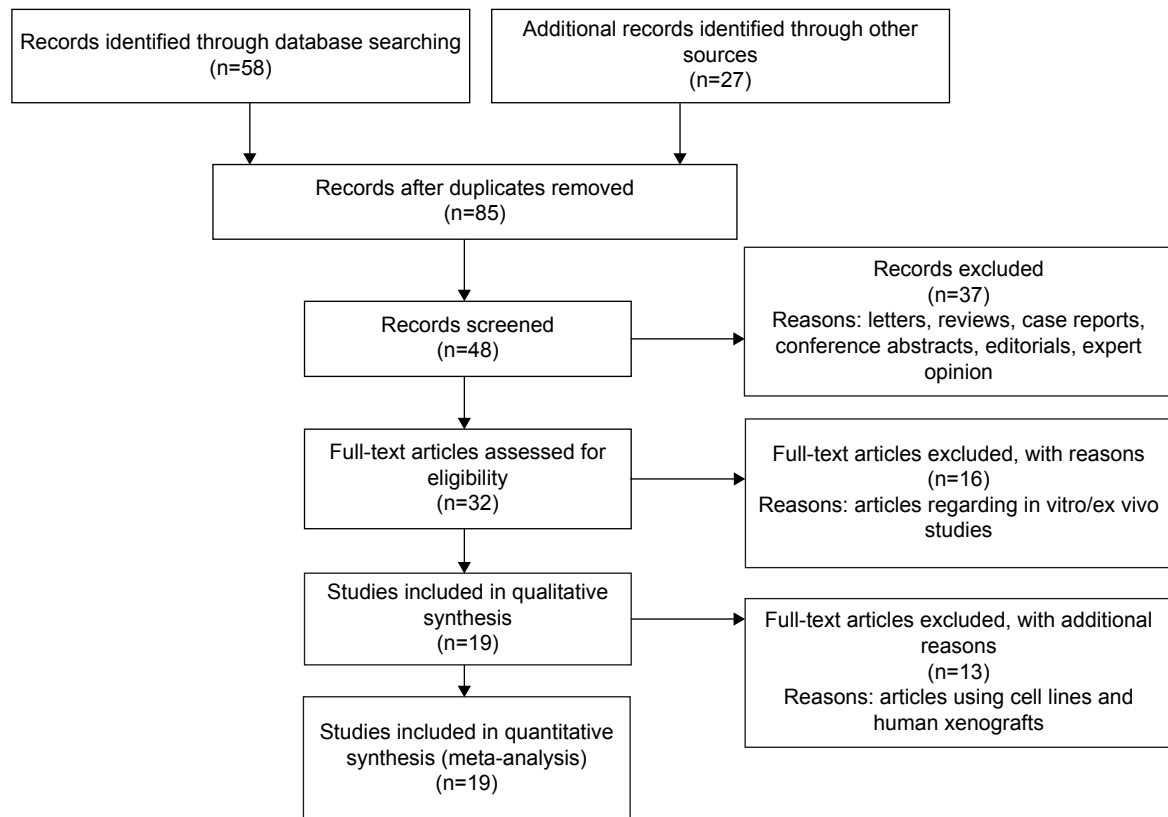 Records identified through database searching
(n=58)
Additional records identified through other
sources
(n=27)
Records after duplicates removed
(n=85)
Records screened
(n=48)
Records excluded
(n=37)
Reasons: letters, reviews, case reports,
conference abstracts, editorials, expert
opinion
Full-text articles assessed for
eligibility
(n=32)
Full-text articles excluded, with reasons
(n=16)
Reasons: articles regarding in vitro/ex vivo
studies
Studies included in qualitative
synthesis
(n=19)
Full-text articles excluded, with additional
reasons
(n=13)
Reasons: articles using cell lines and
human xenografts
Studies included in quantitative
synthesis (meta-analysis)
(n=19)